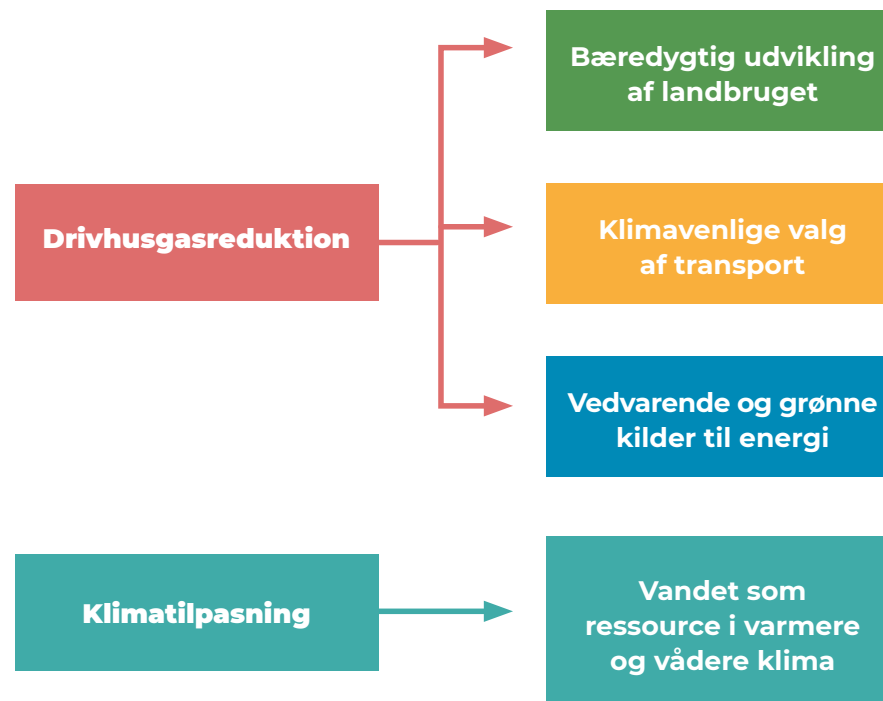 Bæredygtig udvikling
af landbruget
Drivhusgasreduktion
Klimavenlige valg
af transport
Vedvarende og grønne
kilder til energi
Klimatilpasning
Vandet som
ressource i varmere
og vådere klima